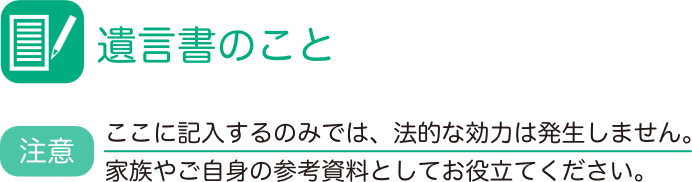 遺言書のこと
注意
ここに記入するのみでは、法的な効力は発生しません。
家族やご自身の参考資料としてお役立てください。